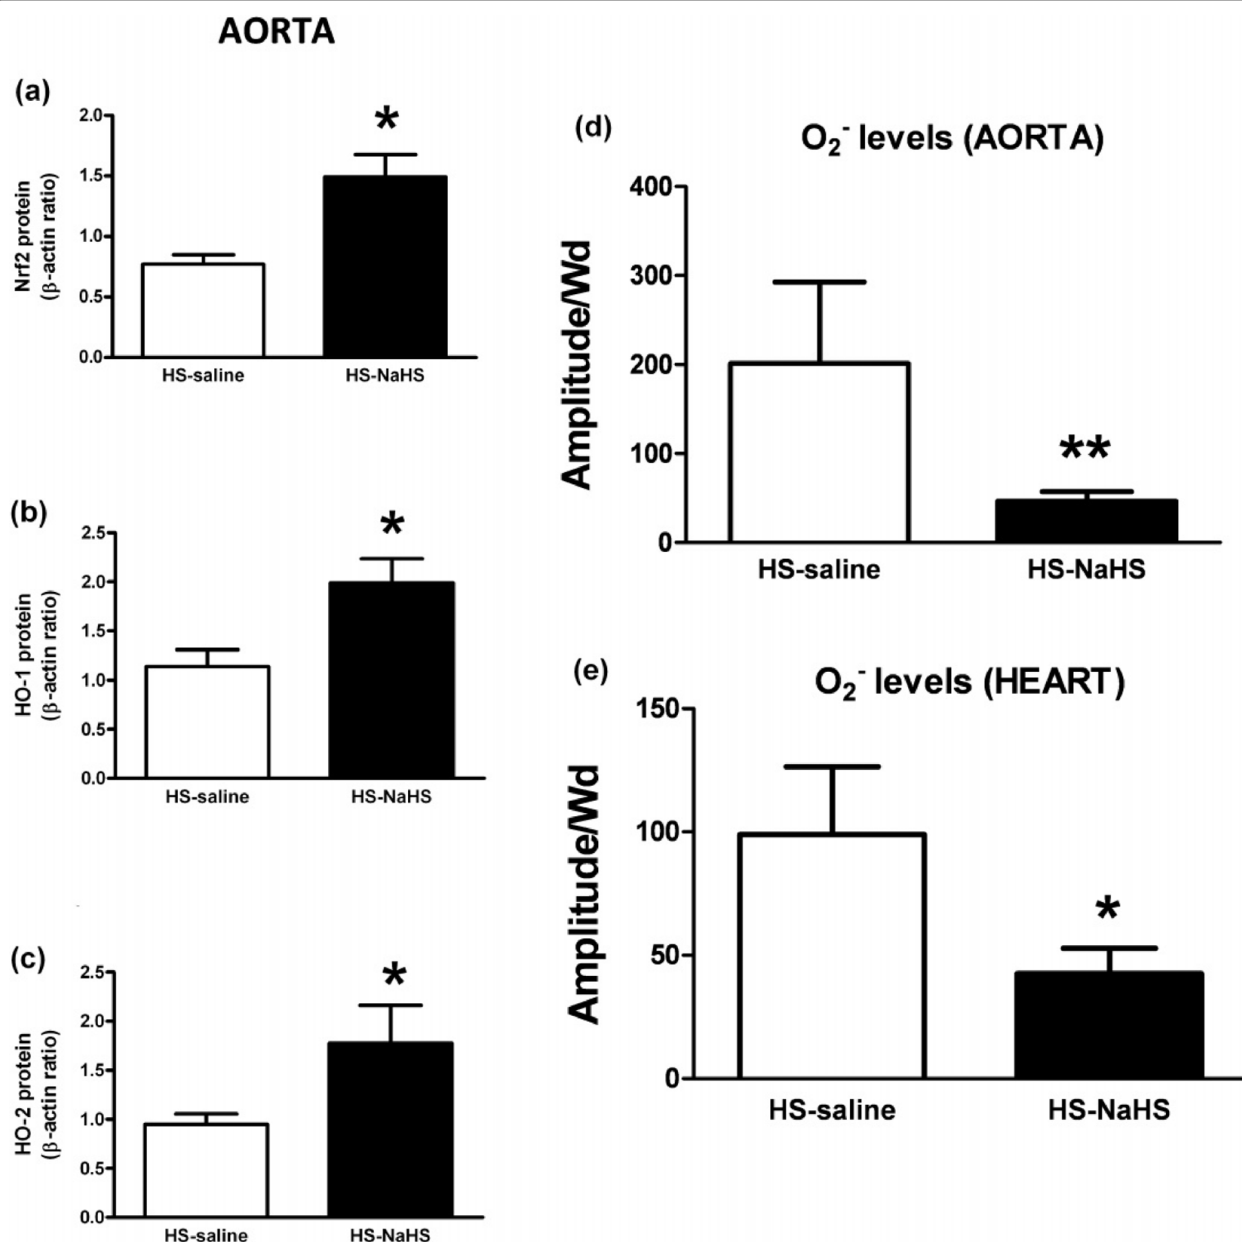 AORTA
(a)
2.0
*
1.5
1.0
0.5
0.0
Nrf2 protein
(β-actin ratio)
HS-saline HS-NaHS
(b)
2.5
*
2.0
1.5
1.0
0.5
0.0
HO-1 protein
(β-actin ratio)
HS-saline HS-NaHS
(c)
2.5
*
2.0
1.5
1.0
0.5
0.0
HO-2 protein
(β-actin ratio)
HS-saline HS-NaHS
(d)
O₂⁻ levels (AORTA)
400
300
200
100
0
**
Amplitude/Wd
HS-saline HS-NaHS
(e)
O₂⁻ levels (HEART)
150
100
50
0
*
Amplitude/Wd
HS-saline HS-NaHS